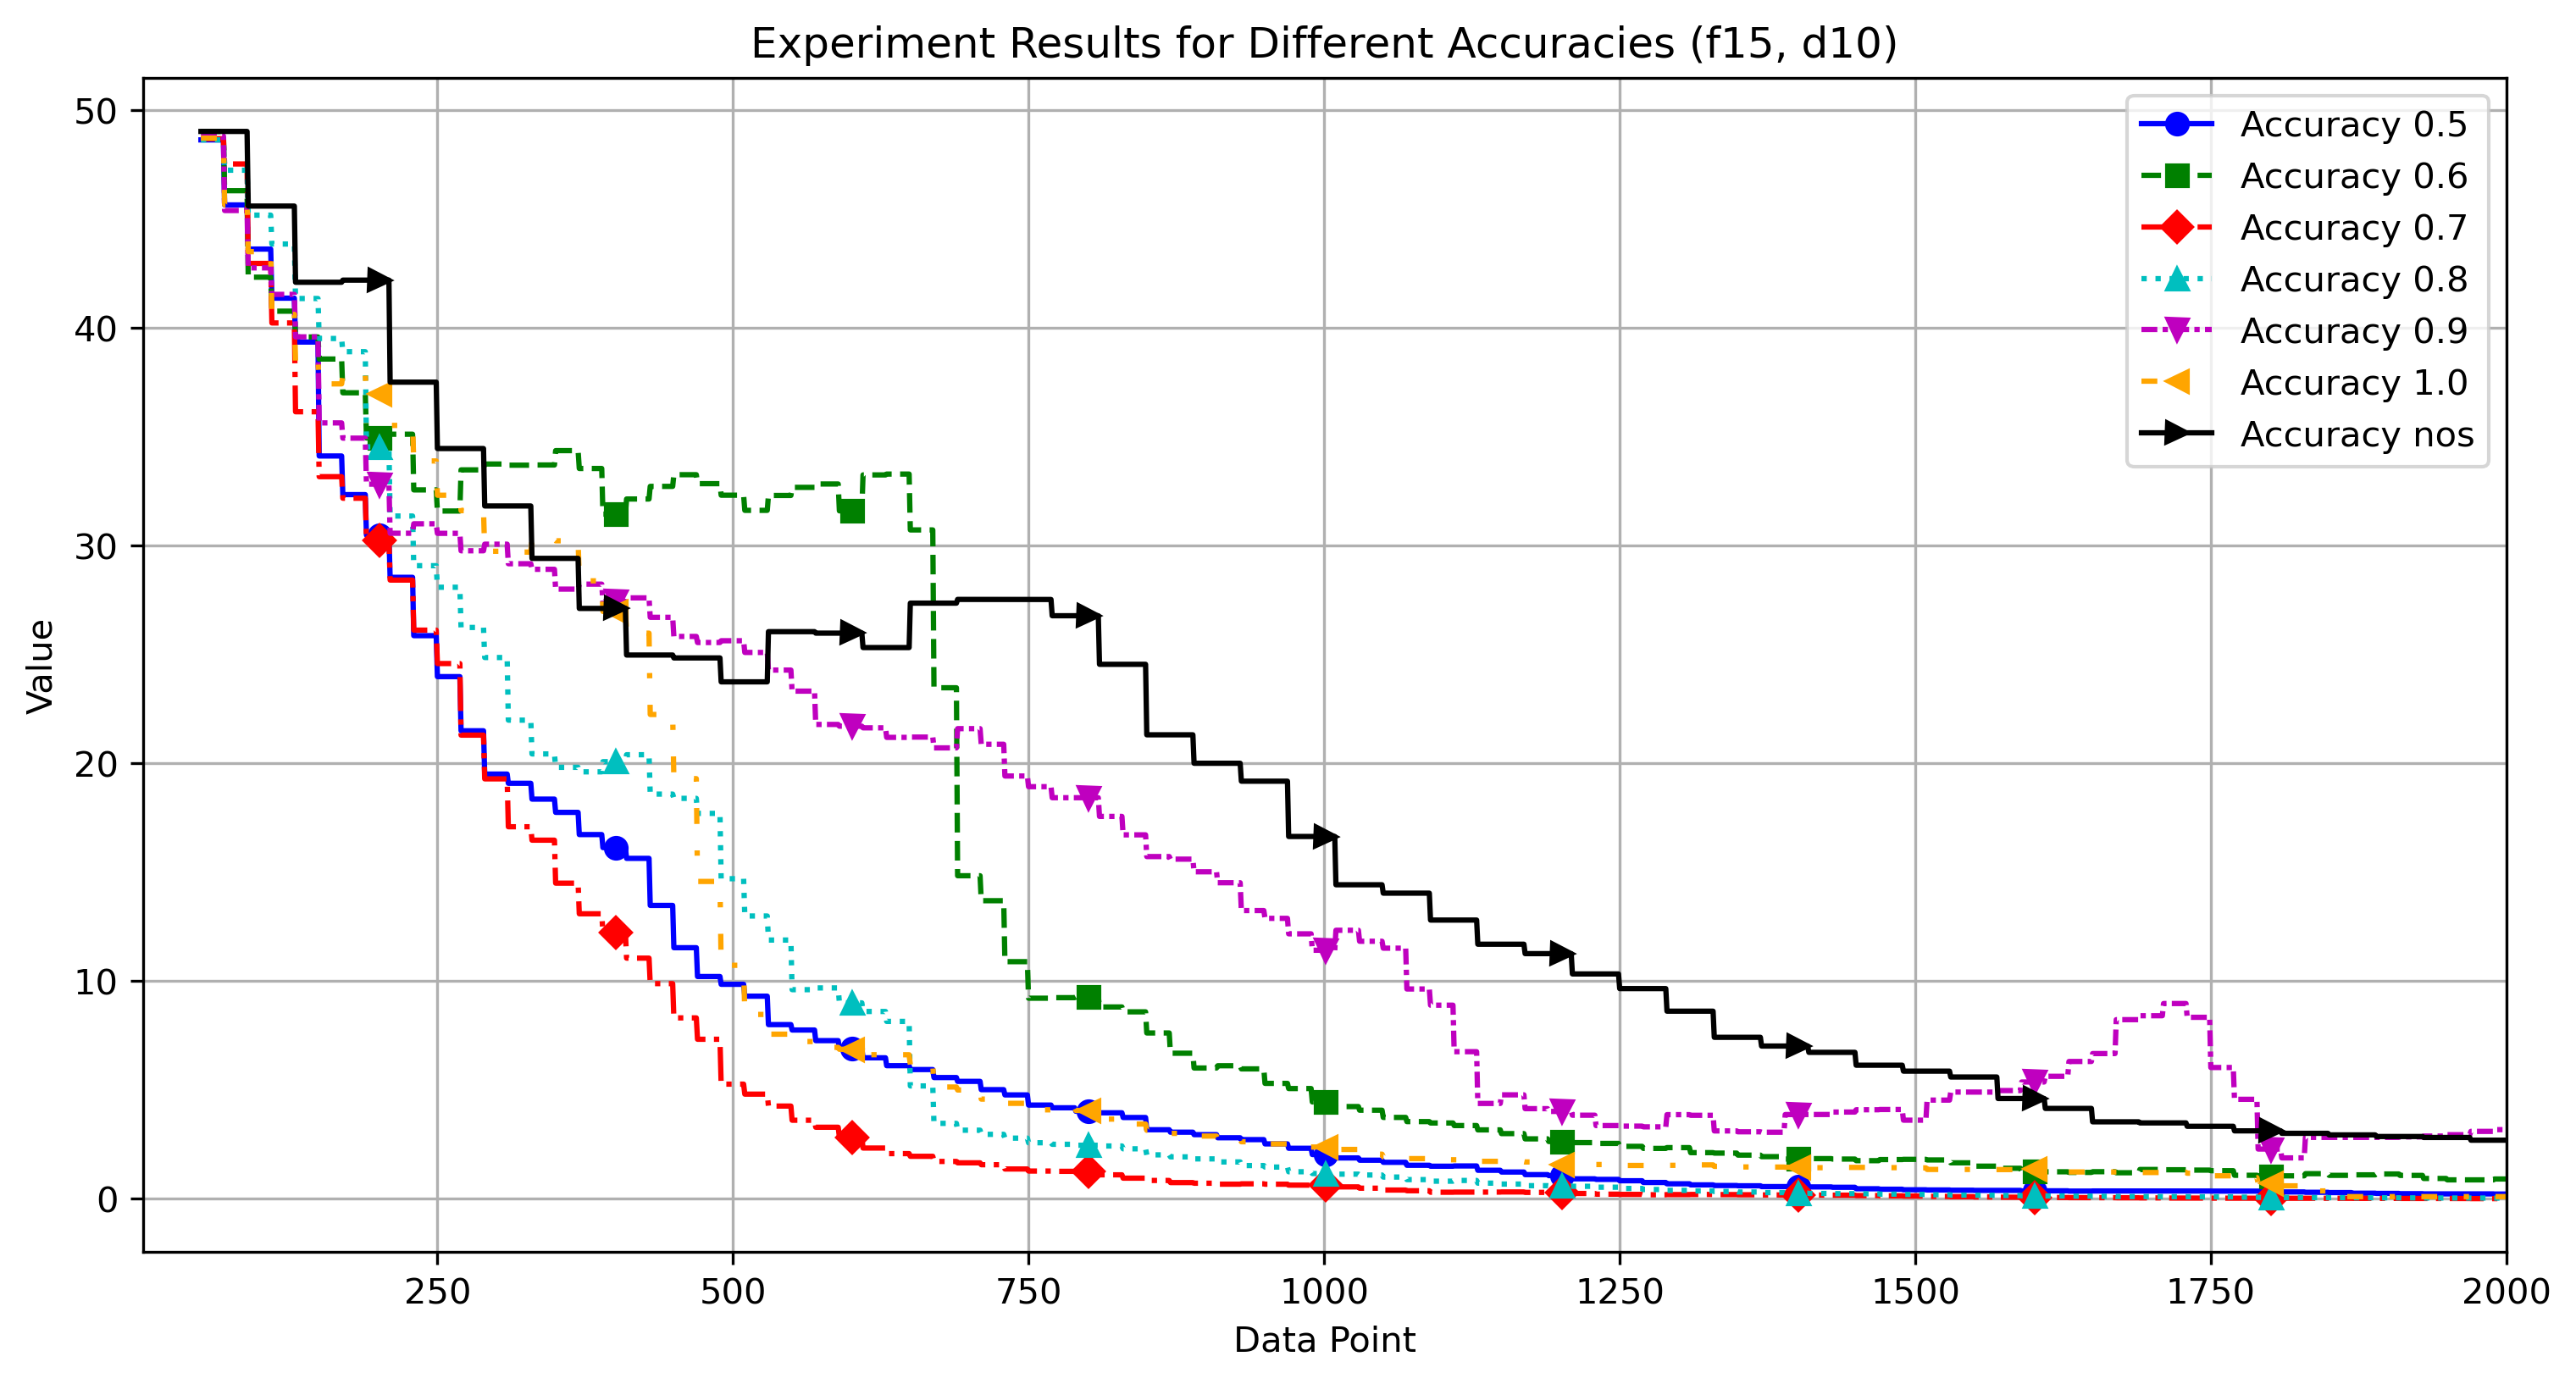 Experiment Results for Different Accuracies (f15, d10)
50
40
30
20
10
0
Value
250
500
750
1000
1250
1500
1750
2000
Data Point
Accuracy 0.5
Accuracy 0.6
Accuracy 0.7
Accuracy 0.8
Accuracy 0.9
Accuracy 1.0
Accuracy nos